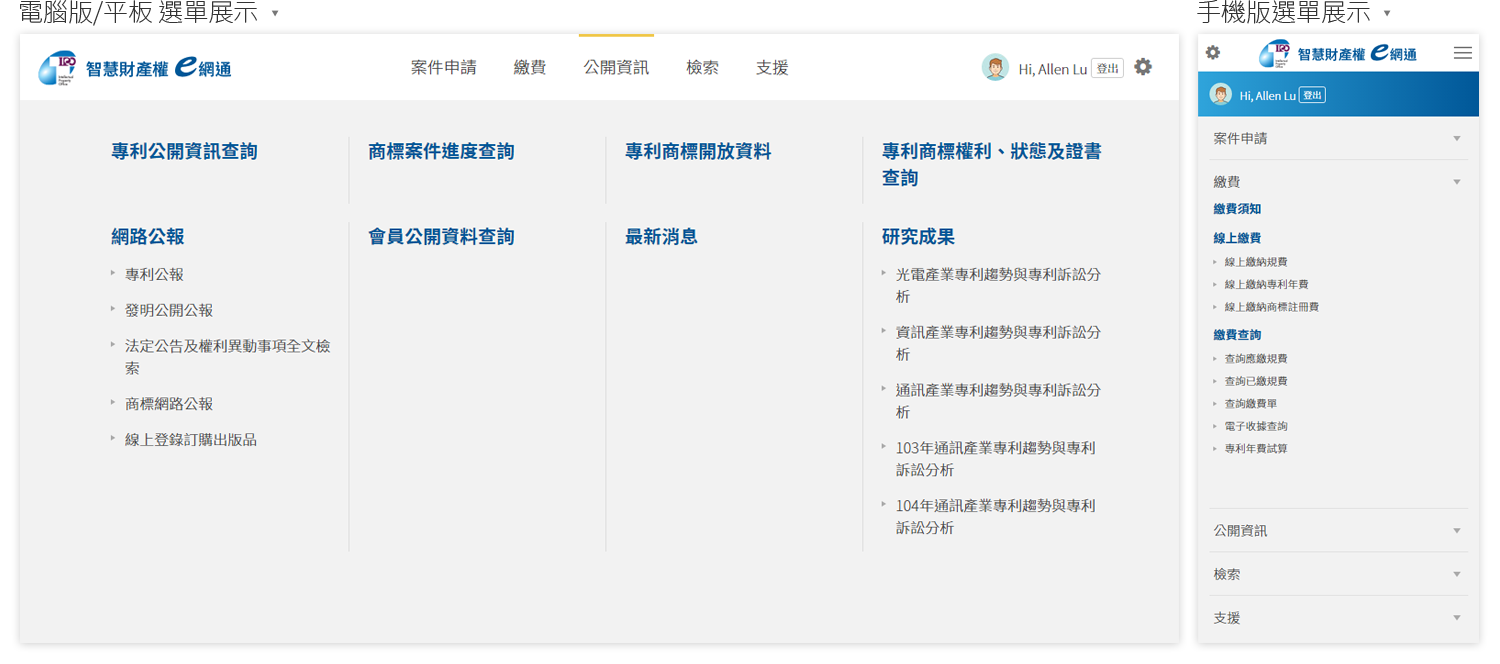 電腦版/平板 選單展示
智慧財產權 e網通
案件申請 繳費 公開資訊 檢索 支援
Hi, Allen Lu 登出
專利公開資訊查詢
商標案件進度查詢
專利商標開放資料
專利商標權利、狀態及證書
查詢
網路公報
專利公報
發明公開公報
法定公告及權利異動事項全文檢
索
商標網路公報
線上登錄訂購出版品
會員公開資料查詢
最新消息
研究成果
光電產業專利趨勢與專利訴訟分
析
資訊產業專利趨勢與專利訴訟分
析
通訊產業專利趨勢與專利訴訟分
析
103年通訊產業專利趨勢與專利
訴訟分析
104年通訊產業專利趨勢與專利
訴訟分析
手機版選單展示
智慧財產權 e網通
Hi, Allen Lu 登出
案件申請
繳費
繳費須知
線上繳費
線上繳納規費
線上繳納專利年費
線上繳納商標註冊費
繳費查詢
查詢應繳規費
查詢已繳規費
查詢繳費單
電子收據查詢
專利年費試算
公開資訊
檢索
支援